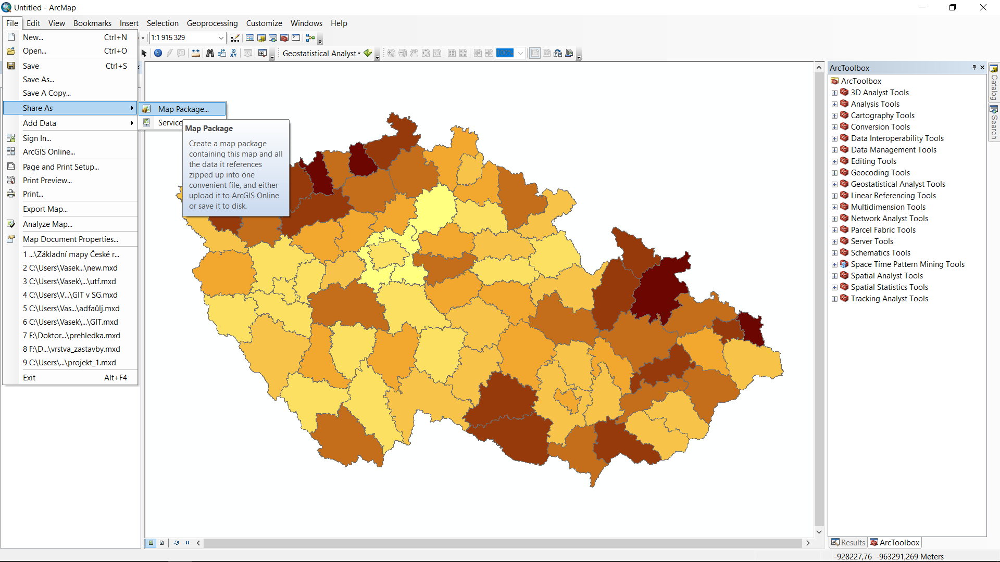 Untitled - ArcMap
File Edit View Bookmarks Insert Selection Geoprocessing Customize Windows Help
1:1 915 329
Geostatistical Analyst
100%
New... Ctrl+N
Open... Ctrl+O
Save Ctrl+S
Save As...
Save A Copy...
Share As
Add Data
Sign In...
ArcGIS Online...
Page and Print Setup...
Print Preview...
Print...
Export Map...
Analyze Map...
Map Document Properties...
1 ...\Základní mapy České r...
2 C:\Users\Vasek...\new.mxd
3 C:\Users\Vasek\...\utf.mxd
4 C:\Users\V...\GIT v SG.mxd
5 C:\Users\Vas...\adfaůlj.mxd
6 C:\Users\Vasek\...\GIT.mxd
7 F:\Doktor...\prehledka.mxd
8 F:\D...\vrstva_zastavby.mxd
9 C:\Users\...\projekt_1.mxd
Exit Alt+F4
Map Package...
Service
Map Package
Create a map package
containing this map and all
the data it references
zipped up into one
convenient file, and either
upload it to ArcGIS Online
or save it to disk.
ArcToolbox
ArcToolbox
3D Analyst Tools
Analysis Tools
Cartography Tools
Conversion Tools
Data Interoperability Tools
Data Management Tools
Editing Tools
Geocoding Tools
Geostatistical Analyst Tools
Linear Referencing Tools
Multidimension Tools
Network Analyst Tools
Parcel Fabric Tools
Server Tools
Schematics Tools
Space Time Pattern Mining Tools
Spatial Analyst Tools
Spatial Statistics Tools
Tracking Analyst Tools
Catalog
Search
Results ArcToolbox
-928227,76 -963291,269 Meters